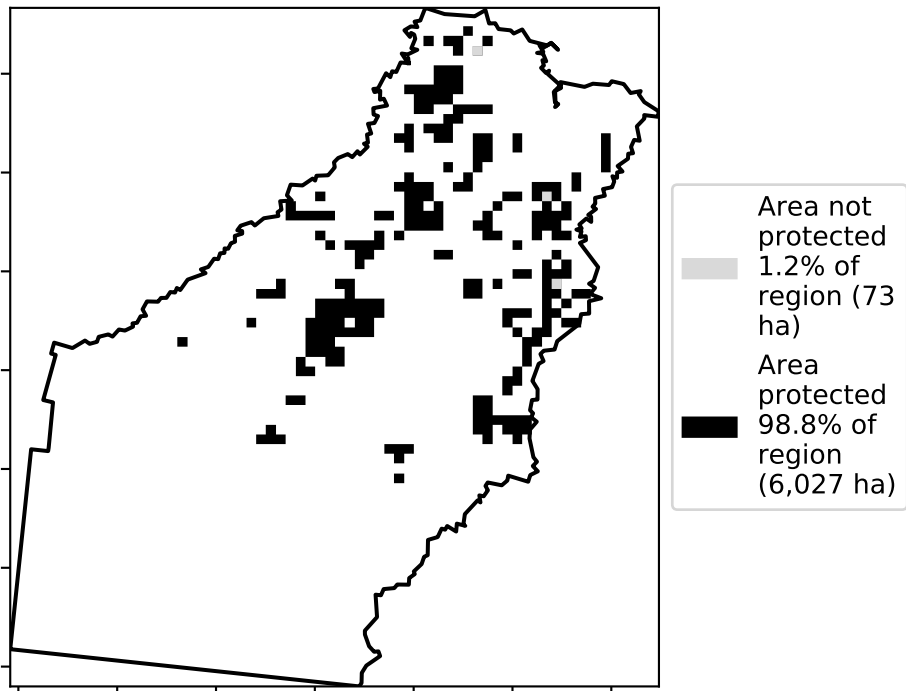 Area not
protected
1.2% of
region (73
ha)
Area
protected
98.8% of
region
(6,027 ha)